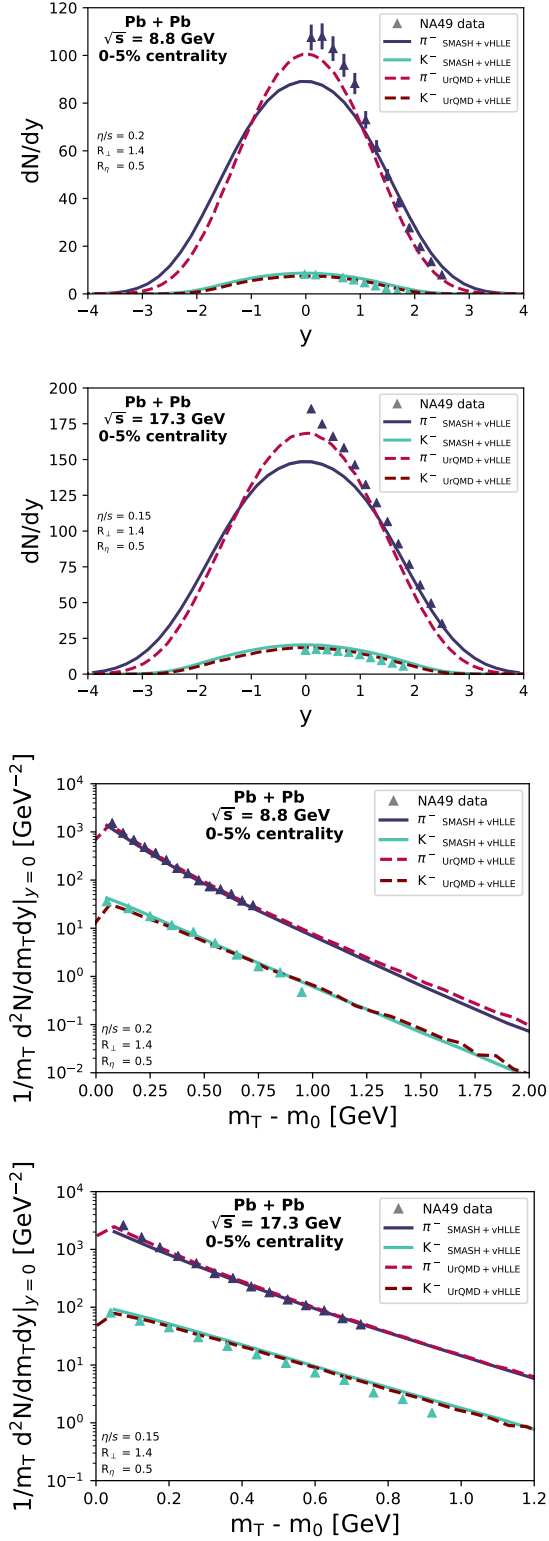 120
100
80
60
40
20
0
dN/dy
Pb + Pb
√s = 8.8 GeV
0-5% centrality
η/s = 0.2
R⊥ = 1.4
Rη = 0.5
NA49 data
π⁻ SMASH+vHLLE
K⁻ SMASH+vHLLE
π⁻ UrQMD+vHLLE
K⁻ UrQMD+vHLLE
−4 −3 −2 −1 0 1 2 3 4
y
200
175
150
125
100
75
50
25
0
dN/dy
Pb + Pb
√s = 17.3 GeV
0-5% centrality
η/s = 0.15
R⊥ = 1.4
Rη = 0.5
NA49 data
π⁻ SMASH+vHLLE
K⁻ SMASH+vHLLE
π⁻ UrQMD+vHLLE
K⁻ UrQMD+vHLLE
−4 −3 −2 −1 0 1 2 3 4
y
10⁴
10³
10²
10¹
10⁰
10⁻¹
10⁻²
1/m_T d²N/dm_Tdy|_{y=0} [GeV⁻²]
Pb + Pb
√s = 8.8 GeV
0-5% centrality
NA49 data
π⁻ SMASH+vHLLE
K⁻ SMASH+vHLLE
π⁻ UrQMD+vHLLE
K⁻ UrQMD+vHLLE
η/s = 0.2
R⊥ = 1.4
Rη = 0.5
0.00 0.25 0.50 0.75 1.00 1.25 1.50 1.75 2.00
m_T - m_0 [GeV]
10⁴
10³
10²
10¹
10⁰
10⁻¹
1/m_T d²N/dm_Tdy|_{y=0} [GeV⁻²]
Pb + Pb
√s = 17.3 GeV
0-5% centrality
NA49 data
π⁻ SMASH+vHLLE
K⁻ SMASH+vHLLE
π⁻ UrQMD+vHLLE
K⁻ UrQMD+vHLLE
η/s = 0.15
R⊥ = 1.4
Rη = 0.5
0.0 0.2 0.4 0.6 0.8 1.0 1.2
m_T - m_0 [GeV]